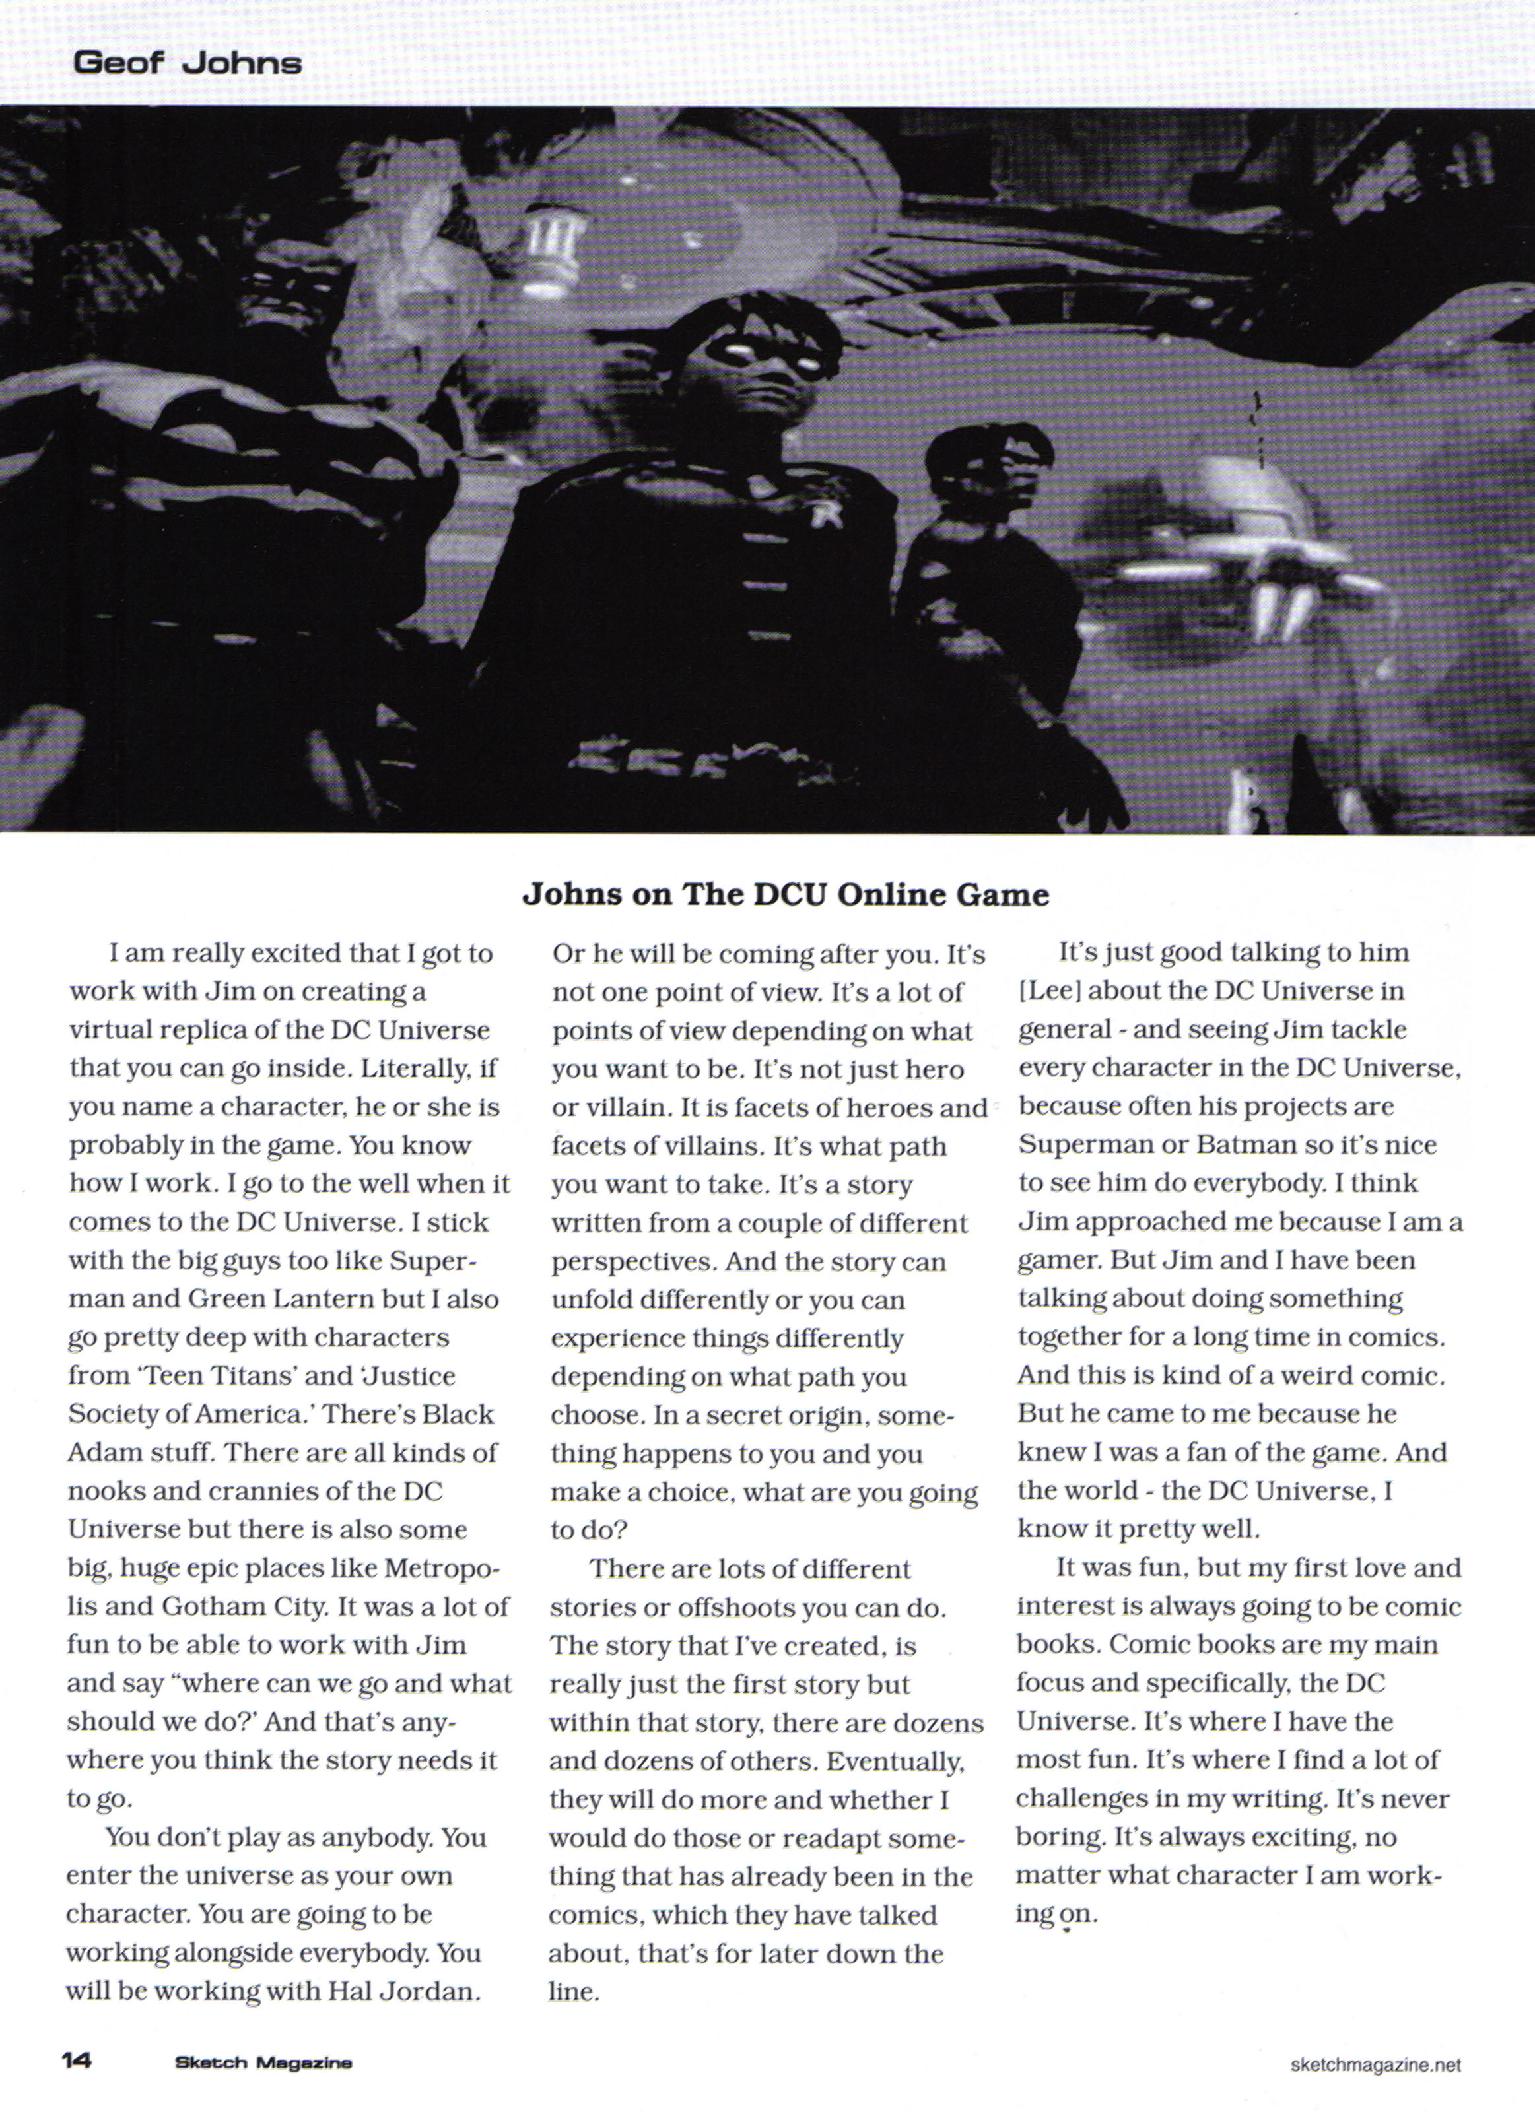 Geof Johns
R
Johns on The DCU Online Game
I am really excited that I got to
work with Jim on creating a
virtual replica of the DC Universe
that you can go inside. Literally, if
you name a character, he or she is
probably in the game. You know
how I work. I go to the well when it
comes to the DC Universe. I stick
with the big guys too like Super-
man and Green Lantern but I also
go pretty deep with characters
from ‘Teen Titans’ and ‘Justice
Society of America.’ There’s Black
Adam stuff. There are all kinds of
nooks and crannies of the DC
Universe but there is also some
big, huge epic places like Metropo-
lis and Gotham City. It was a lot of
fun to be able to work with Jim
and say “where can we go and what
should we do?’ And that’s any-
where you think the story needs it
to go.
You don’t play as anybody. You
enter the universe as your own
character. You are going to be
working alongside everybody. You
will be working with Hal Jordan.
Or he will be coming after you. It’s
not one point of view. It’s a lot of
points of view depending on what
you want to be. It’s not just hero
or villain. It is facets of heroes and
facets of villains. It’s what path
you want to take. It’s a story
written from a couple of different
perspectives. And the story can
unfold differently or you can
experience things differently
depending on what path you
choose. In a secret origin, some-
thing happens to you and you
make a choice, what are you going
to do?
There are lots of different
stories or offshoots you can do.
The story that I’ve created, is
really just the first story but
within that story, there are dozens
and dozens of others. Eventually,
they will do more and whether I
would do those or readapt some-
thing that has already been in the
comics, which they have talked
about, that’s for later down the
line.
It’s just good talking to him
[Lee] about the DC Universe in
general - and seeing Jim tackle
every character in the DC Universe,
because often his projects are
Superman or Batman so it’s nice
to see him do everybody. I think
Jim approached me because I am a
gamer. But Jim and I have been
talking about doing something
together for a long time in comics.
And this is kind of a weird comic.
But he came to me because he
knew I was a fan of the game. And
the world - the DC Universe, I
know it pretty well.
It was fun, but my first love and
interest is always going to be comic
books. Comic books are my main
focus and specifically, the DC
Universe. It’s where I have the
most fun. It’s where I find a lot of
challenges in my writing. It’s never
boring. It’s always exciting, no
matter what character I am work-
ing on.
14 Sketch Magazine sketchmagazine.net